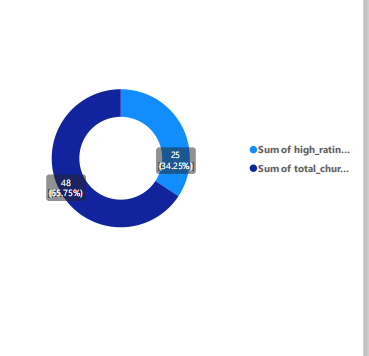 25
(34.25%)
Sum of high_ratin...
Sum of total_chur...
48
(65.75%)